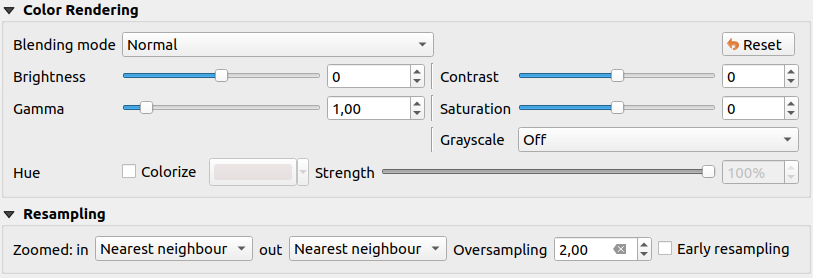 Color Rendering
Blending mode Normal Reset
Brightness 0 Contrast 0
Gamma 1,00 Saturation 0
Grayscale Off
Hue Colorize Strength 100%
Resampling
Zoomed: in Nearest neighbour out Nearest neighbour Oversampling 2,00 Early resampling